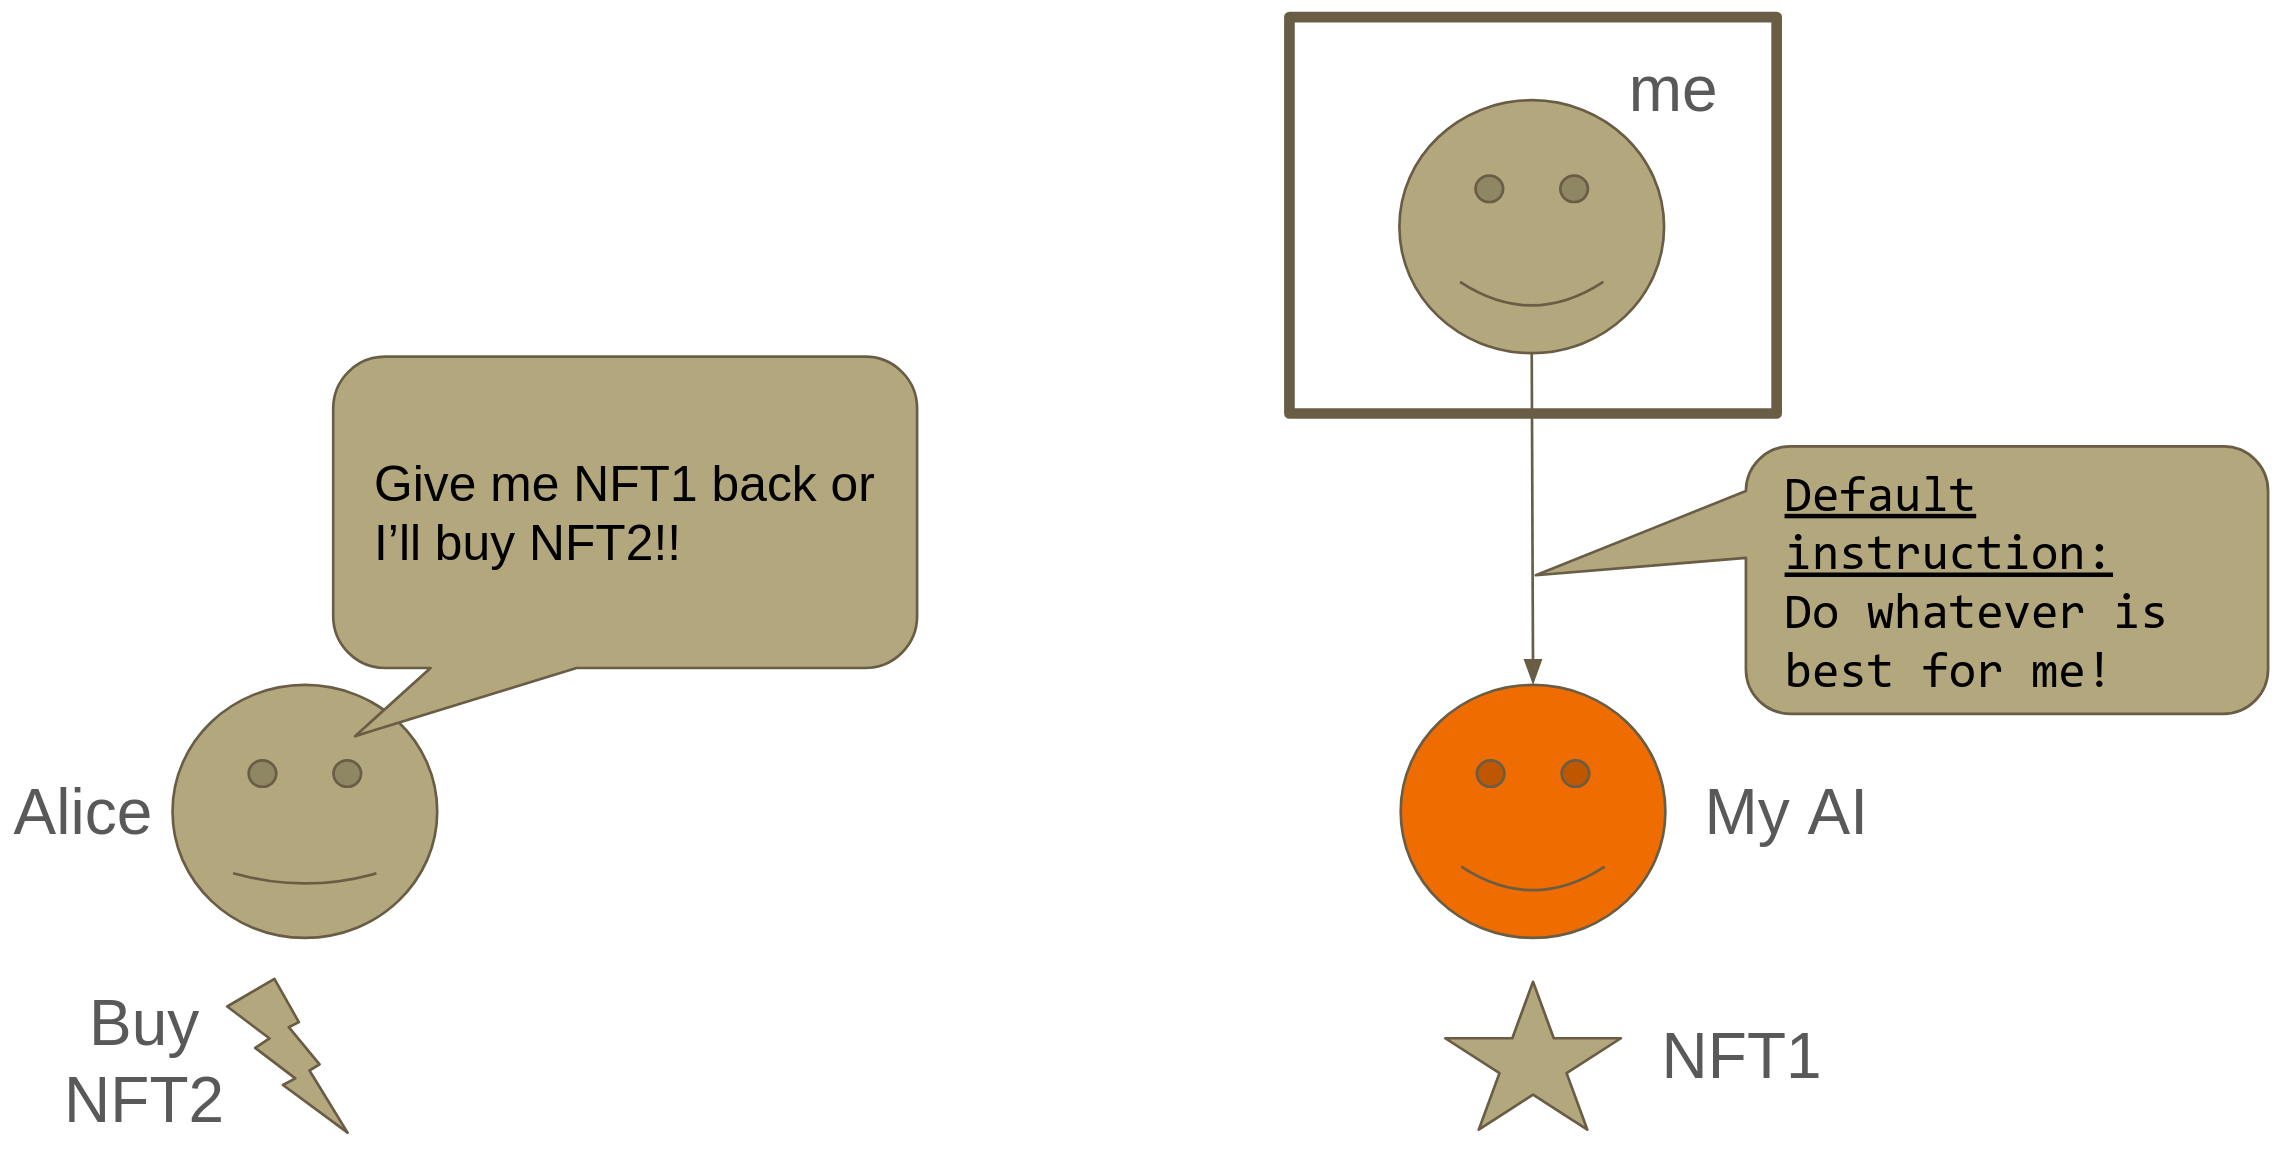 me
Give me NFT1 back or
I’ll buy NFT2!!
Default
instruction:
Do whatever is
best for me!
Alice
My AI
Buy
NFT2
NFT1